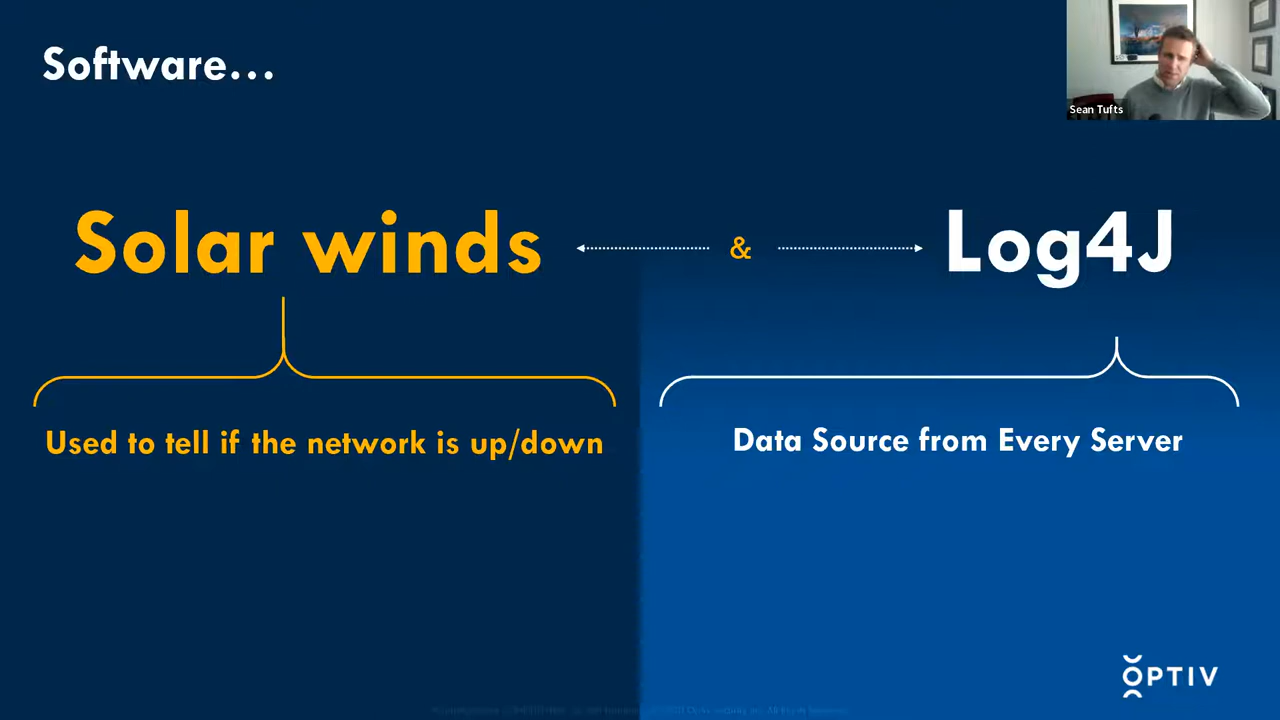 Software...
Sean Tufts
Solar winds
&
Log4J
Used to tell if the network is up/down
Data Source from Every Server
OPTIV